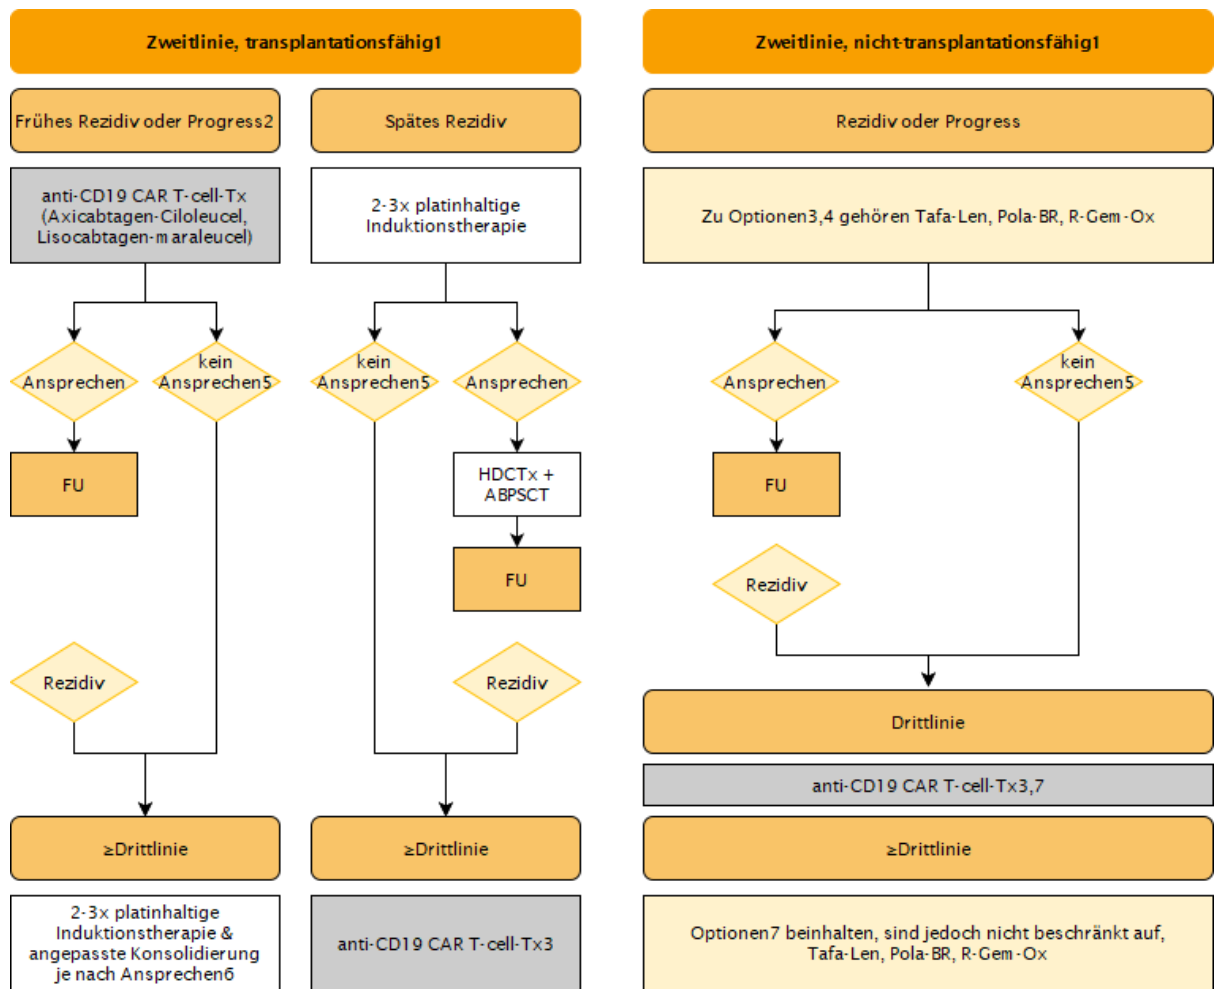 Zweitlinie, transplantationsfähig1
Frühes Rezidiv oder Progress2
anti-CD19 CAR T-cell-Tx
(Axicabtagen-Ciloleucel,
Lisocabtagen-maraleucel)
Ansprechen
kein
Ansprechen5
FU
Rezidiv
≥Drittlinie
2-3x platinhaltige
Induktionstherapie &
angepasste Konsolidierung
je nach Ansprechen6
Spätes Rezidiv
2-3x platinhaltige
Induktionstherapie
kein
Ansprechen5
Ansprechen
HDCTx +
ABPSCT
FU
Rezidiv
≥Drittlinie
anti-CD19 CAR T-cell-Tx3
Zweitlinie, nicht-transplantationsfähig1
Rezidiv oder Progress
Zu Optionen3,4 gehören Tafa-Len, Pola-BR, R-Gem-Ox
Ansprechen
kein
Ansprechen5
FU
Rezidiv
Drittlinie
anti-CD19 CAR T-cell-Tx3,7
≥Drittlinie
Optionen7 beinhalten, sind jedoch nicht beschränkt auf,
Tafa-Len, Pola-BR, R-Gem-Ox